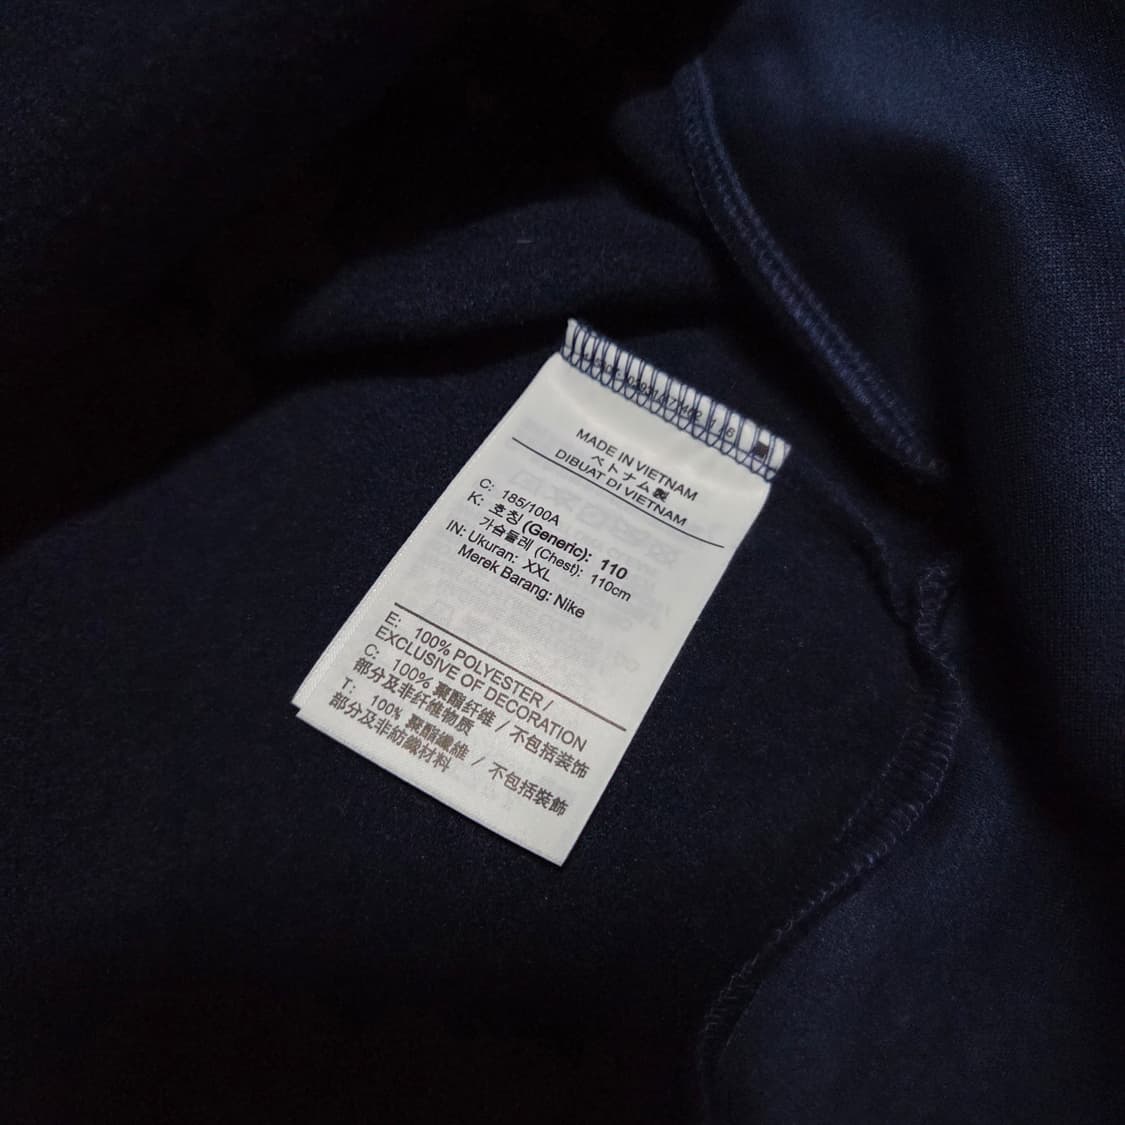 MADE IN VIETNAM
ベトナム製
DIBUAT DI VIETNAM
C: 185/100A
K: 호칭 (Generic): 110
가슴둘레 (Chest): 110cm
IN: Ukuran: XXL
Merek Barang: Nike
E: 100% POLYESTER /
EXCLUSIVE OF DECORATION
C: 100% 聚酯纤维 / 不包括装饰
部分及非纤维物质
T: 100% 聚酯纖維 / 不包括裝飾
部分及非紡織材料